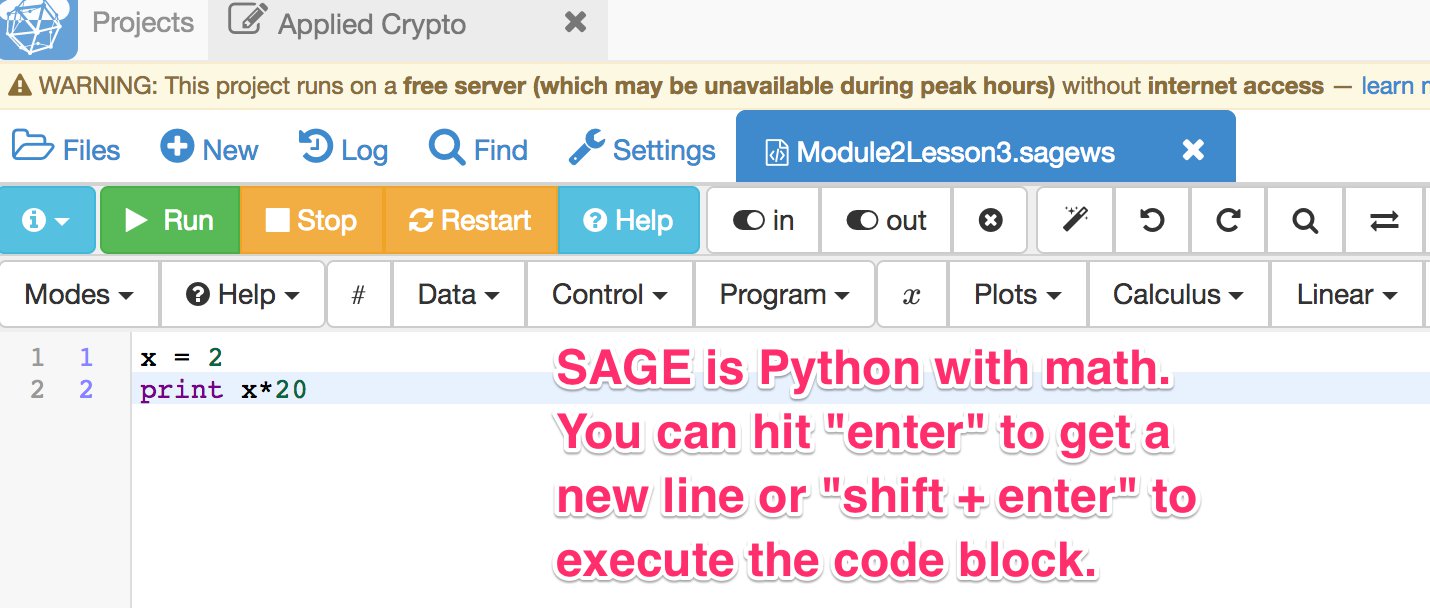 Projects Applied Crypto
WARNING: This project runs on a free server (which may be unavailable during peak hours) without internet access — learn
Files New Log Find Settings Module2Lesson3.sagews
Run Stop Restart Help in out
Modes Help # Data Control Program x Plots Calculus Linear
1 1 x = 2
2 2 print x*20
SAGE is Python with math.
You can hit "enter" to get a
new line or "shift + enter" to
execute the code block.